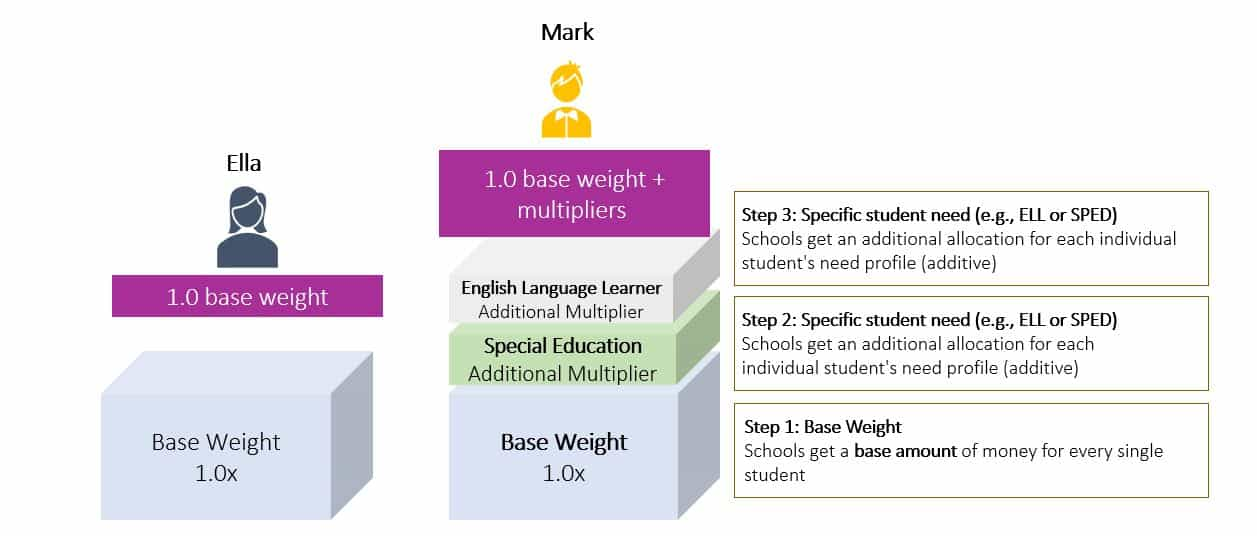 Mark
Ella
1.0 base weight +
multipliers
1.0 base weight
English Language Learner
Additional Multiplier
Special Education
Additional Multiplier
Base Weight
1.0x
Base Weight
1.0x
Step 3: Specific student need (e.g., ELL or SPED)
Schools get an additional allocation for each individual
student's need profile (additive)
Step 2: Specific student need (e.g., ELL or SPED)
Schools get an additional allocation for each
individual student's need profile (additive)
Step 1: Base Weight
Schools get a base amount of money for every single
student